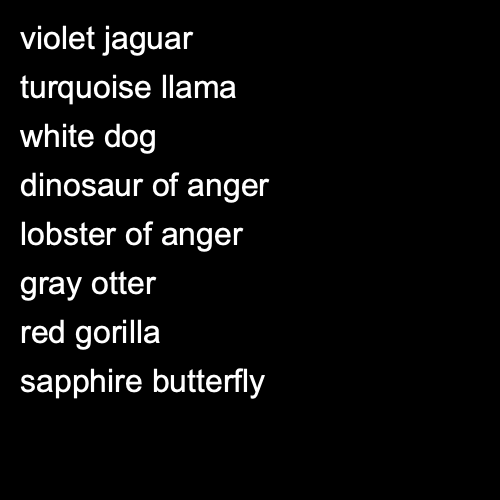 violet jaguar
turquoise llama
white dog
dinosaur of anger
lobster of anger
gray otter
red gorilla
sapphire butterfly